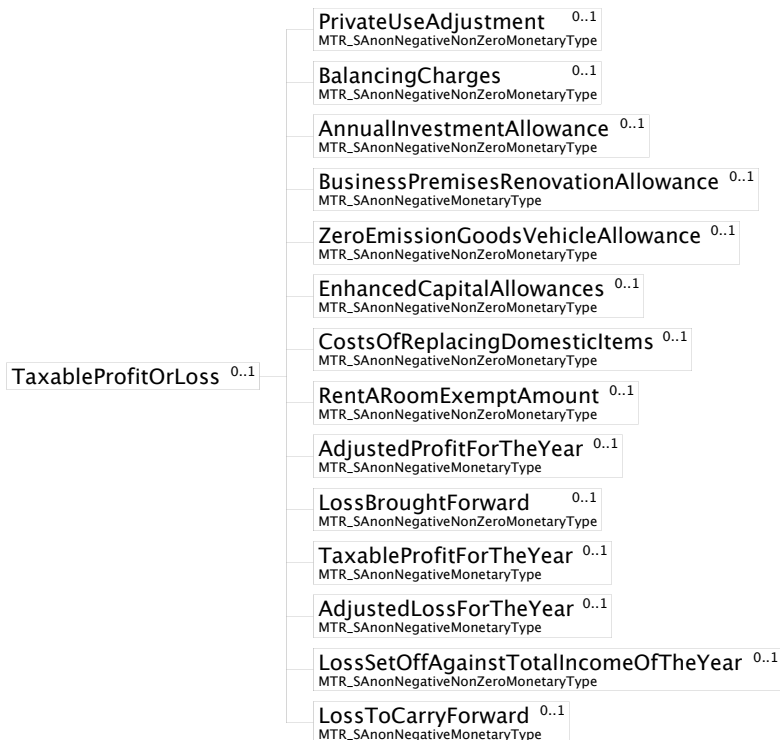 PrivateUseAdjustment 0..1
MTR_SAnonNegativeNonZeroMonetaryType
BalancingCharges 0..1
MTR_SAnonNegativeNonZeroMonetaryType
AnnualInvestmentAllowance 0..1
MTR_SAnonNegativeNonZeroMonetaryType
BusinessPremisesRenovationAllowance 0..1
MTR_SAnonNegativeMonetaryType
ZeroEmissionGoodsVehicleAllowance 0..1
MTR_SAnonNegativeNonZeroMonetaryType
EnhancedCapitalAllowances 0..1
MTR_SAnonNegativeNonZeroMonetaryType
CostsOfReplacingDomesticItems 0..1
MTR_SAnonNegativeNonZeroMonetaryType
TaxableProfitOrLoss 0..1
RentARoomExemptAmount 0..1
MTR_SAnonNegativeNonZeroMonetaryType
AdjustedProfitForTheYear 0..1
MTR_SAnonNegativeMonetaryType
LossBroughtForward 0..1
MTR_SAnonNegativeNonZeroMonetaryType
TaxableProfitForTheYear 0..1
MTR_SAnonNegativeMonetaryType
AdjustedLossForTheYear 0..1
MTR_SAnonNegativeMonetaryType
LossSetOffAgainstTotalIncomeOfTheYear 0..1
MTR_SAnonNegativeNonZeroMonetaryType
LossToCarryForward 0..1
MTR_SAnonNegativeMonetaryType